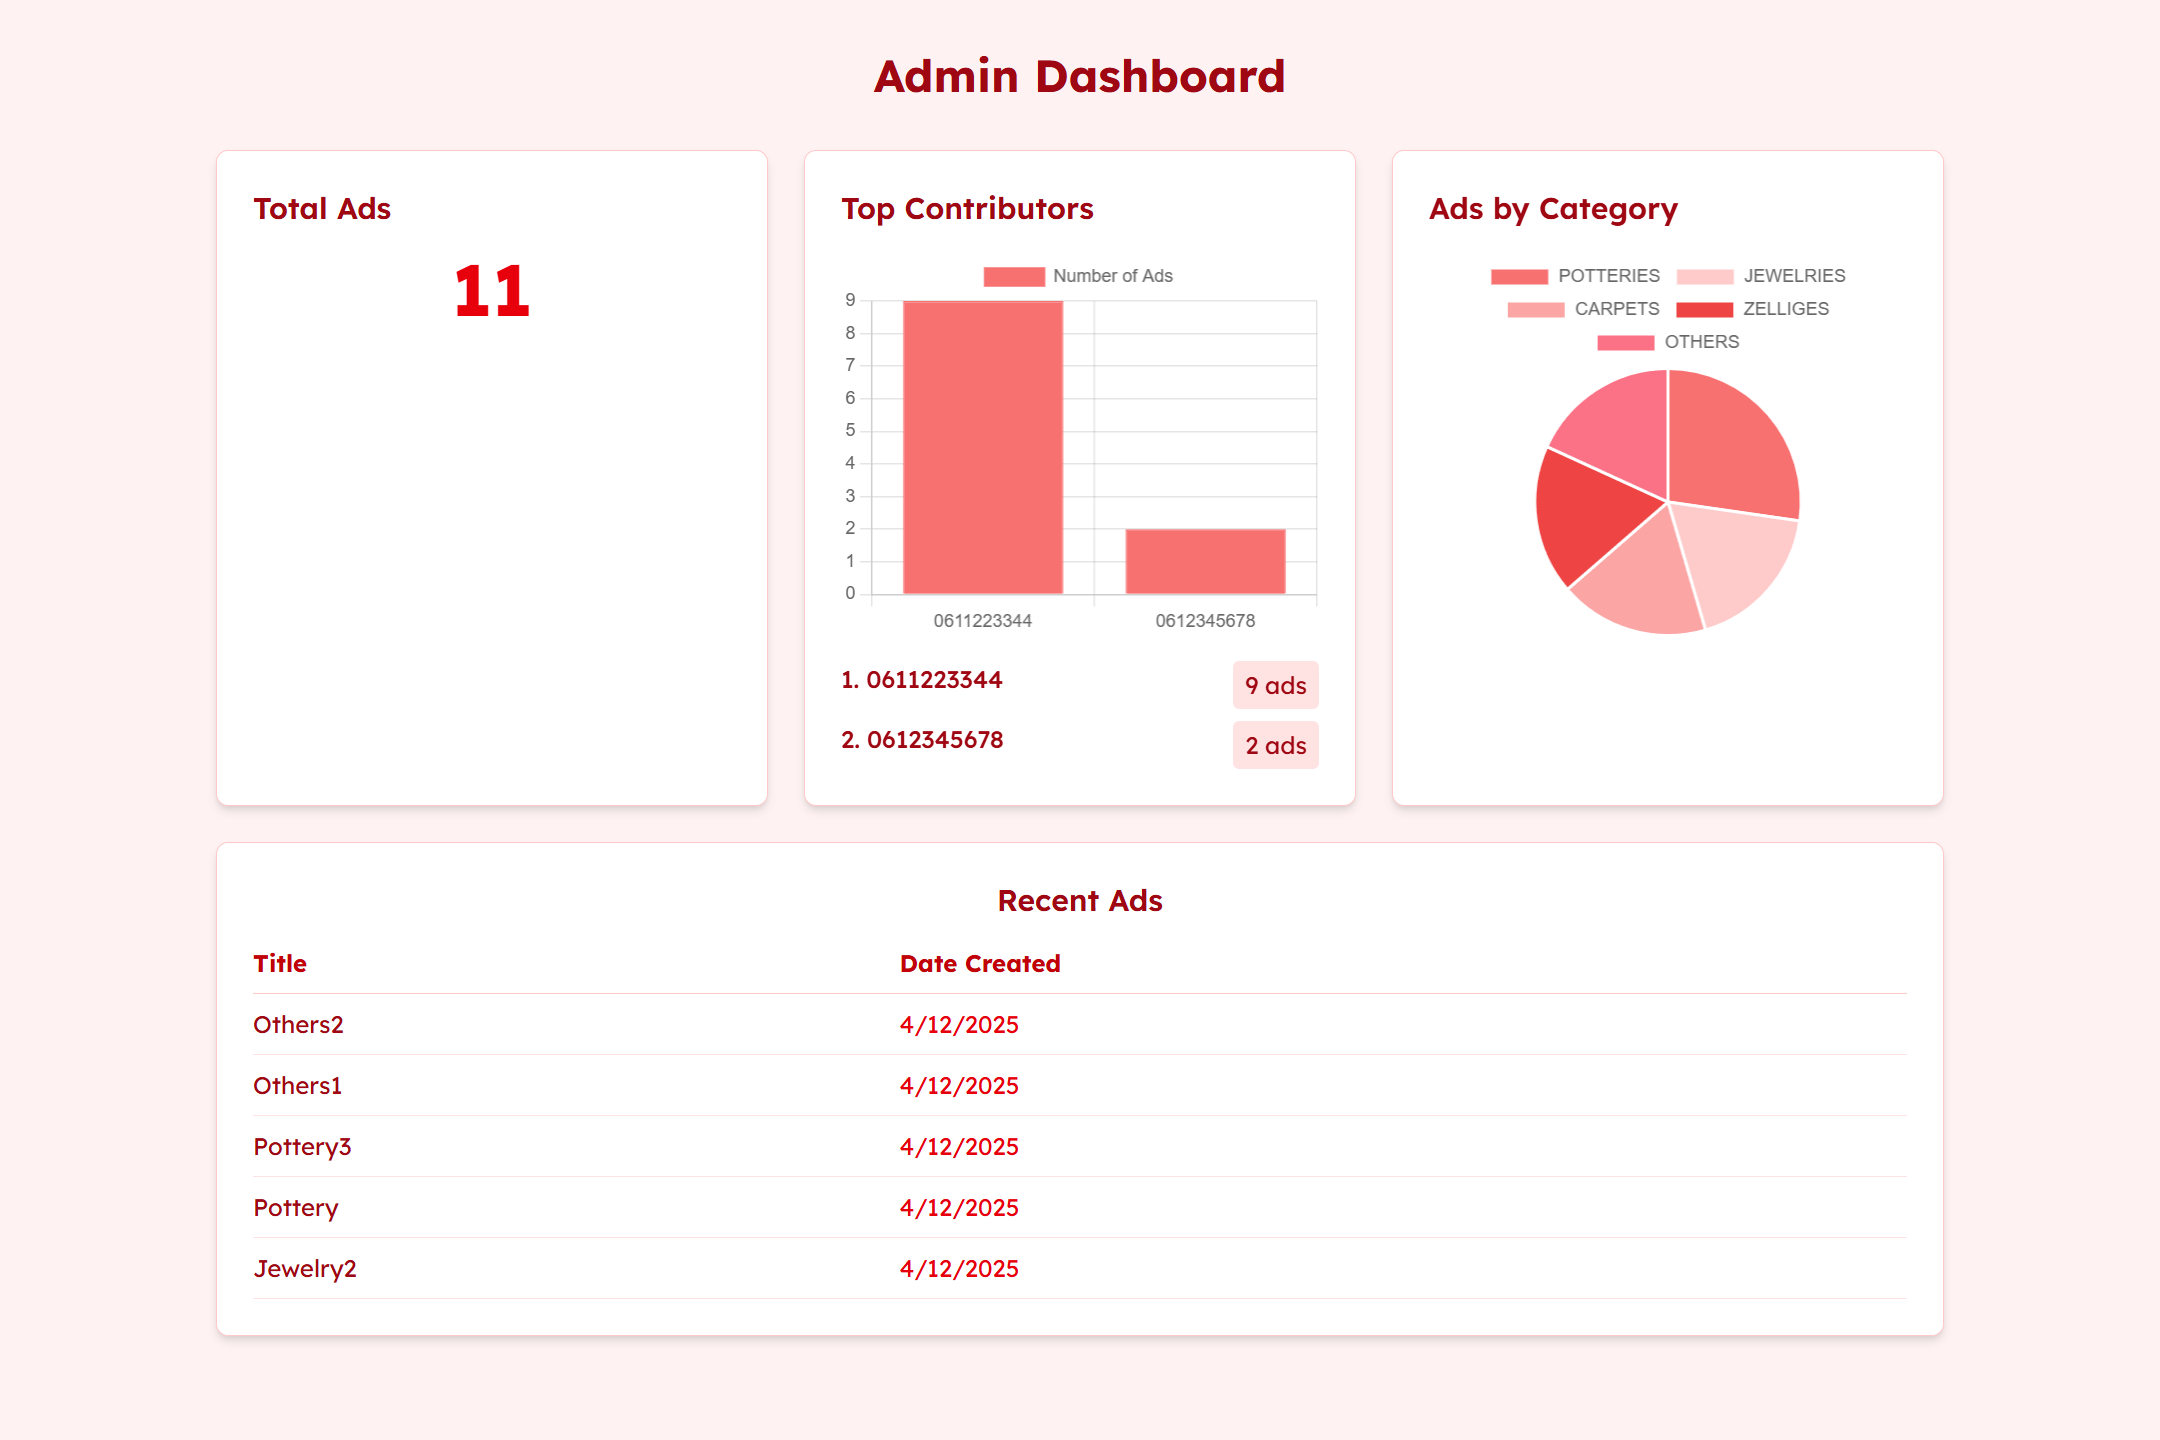 Admin Dashboard
Total Ads
11
Top Contributors
Number of Ads
9
8
7
6
5
4
3
2
1
0
0611223344 0612345678
1. 0611223344 9 ads
2. 0612345678 2 ads
Ads by Category
POTTERIES JEWELRIES
CARPETS ZELLIGES
OTHERS
Recent Ads
Title Date Created
Others2 4/12/2025
Others1 4/12/2025
Pottery3 4/12/2025
Pottery 4/12/2025
Jewelry2 4/12/2025